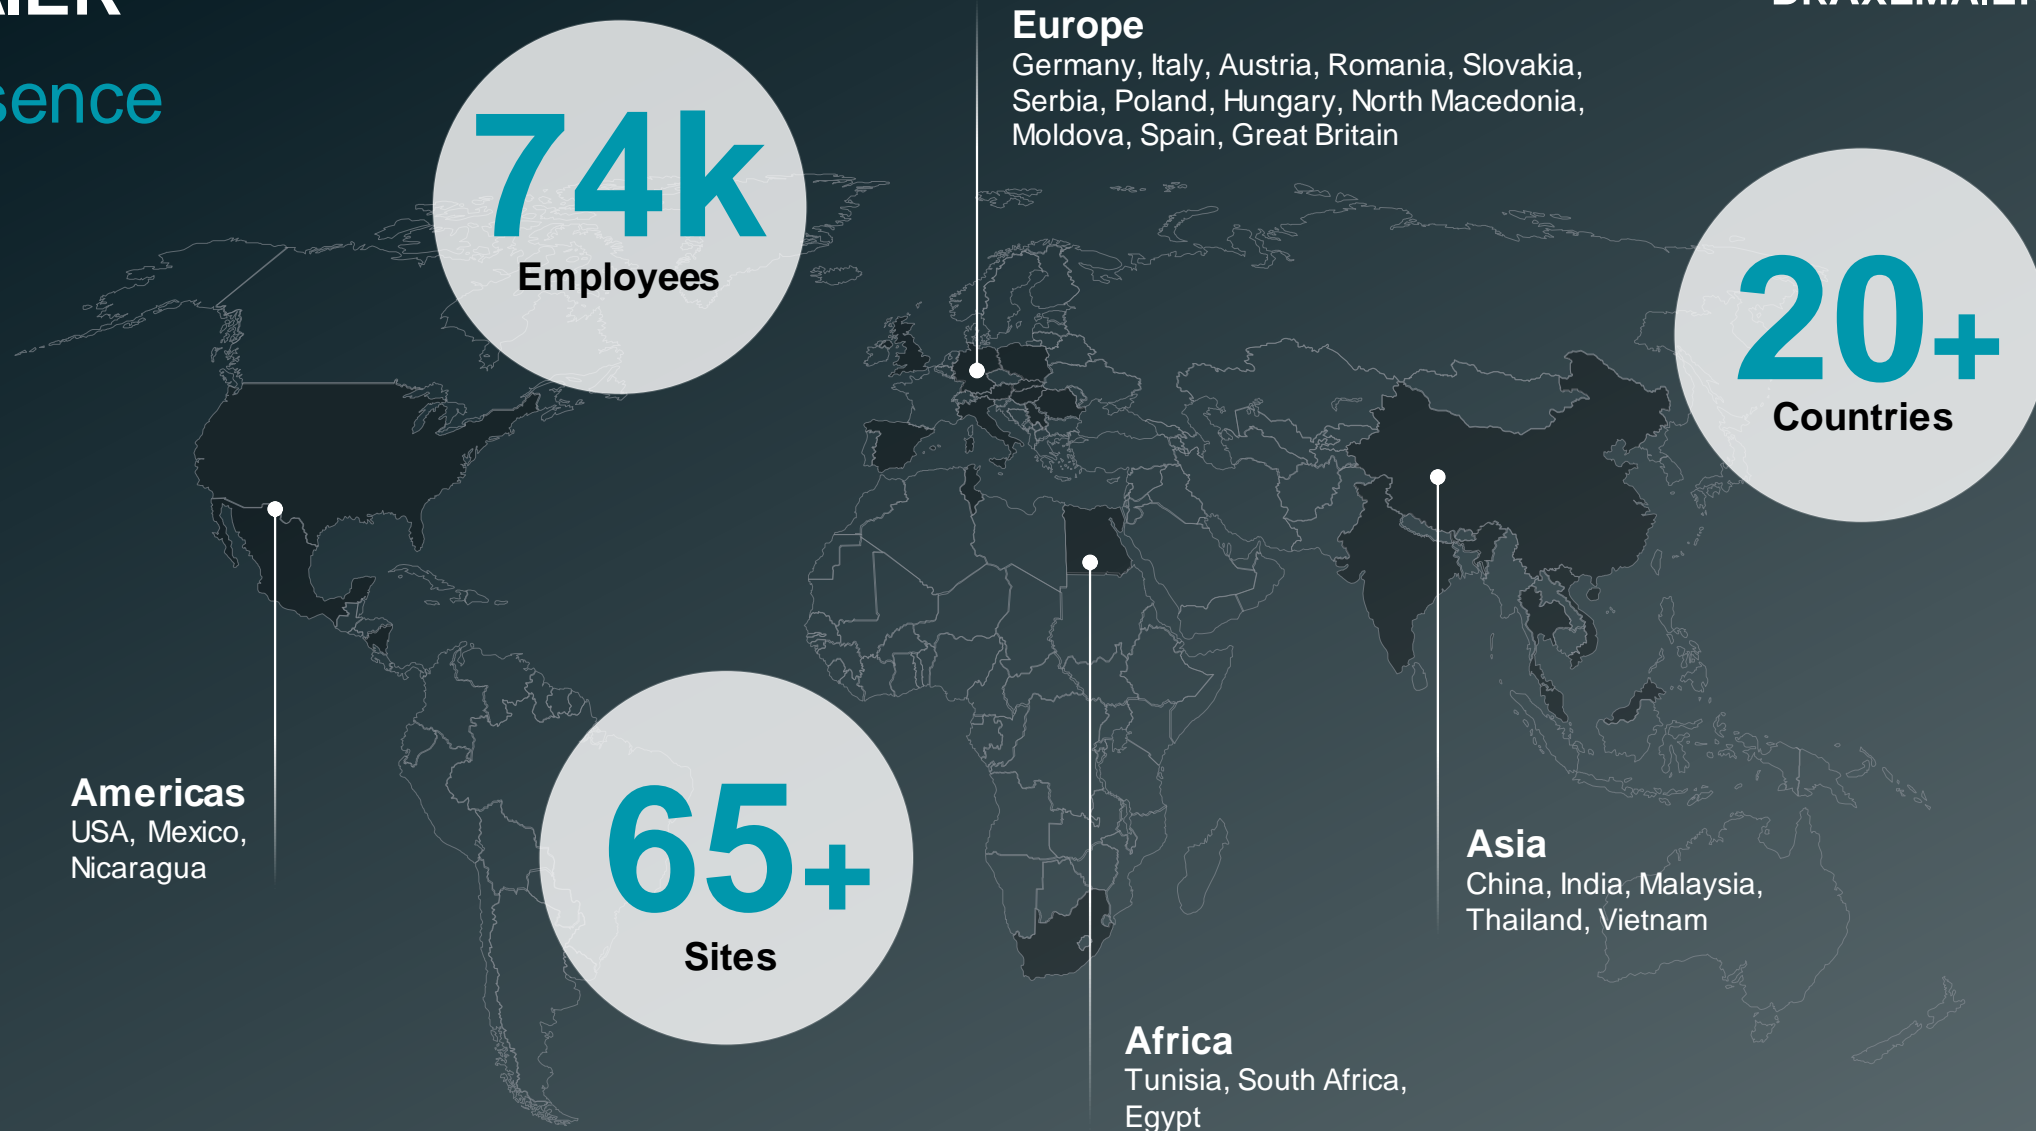 sence
Europe
Germany, Italy, Austria, Romania, Slovakia,
Serbia, Poland, Hungary, North Macedonia,
Moldova, Spain, Great Britain
74k
Employees
20+
Countries
Americas
USA, Mexico,
Nicaragua
65+
Sites
Asia
China, India, Malaysia,
Thailand, Vietnam
Africa
Tunisia, South Africa,
Egypt